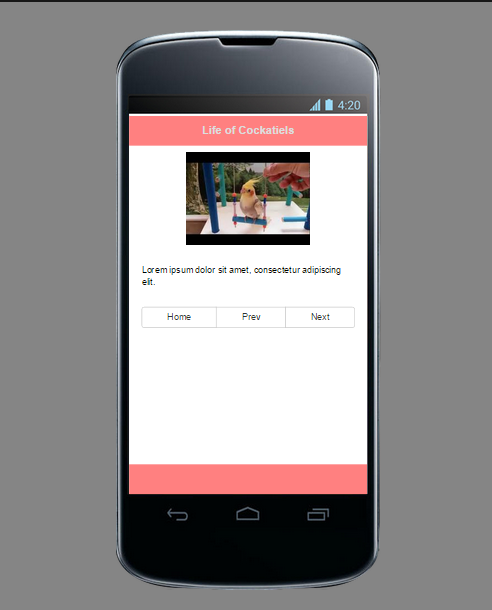 4:20
Life of Cockatiels
Lorem ipsum dolor sit amet, consectetur adipiscing
elit.
Home Prev Next